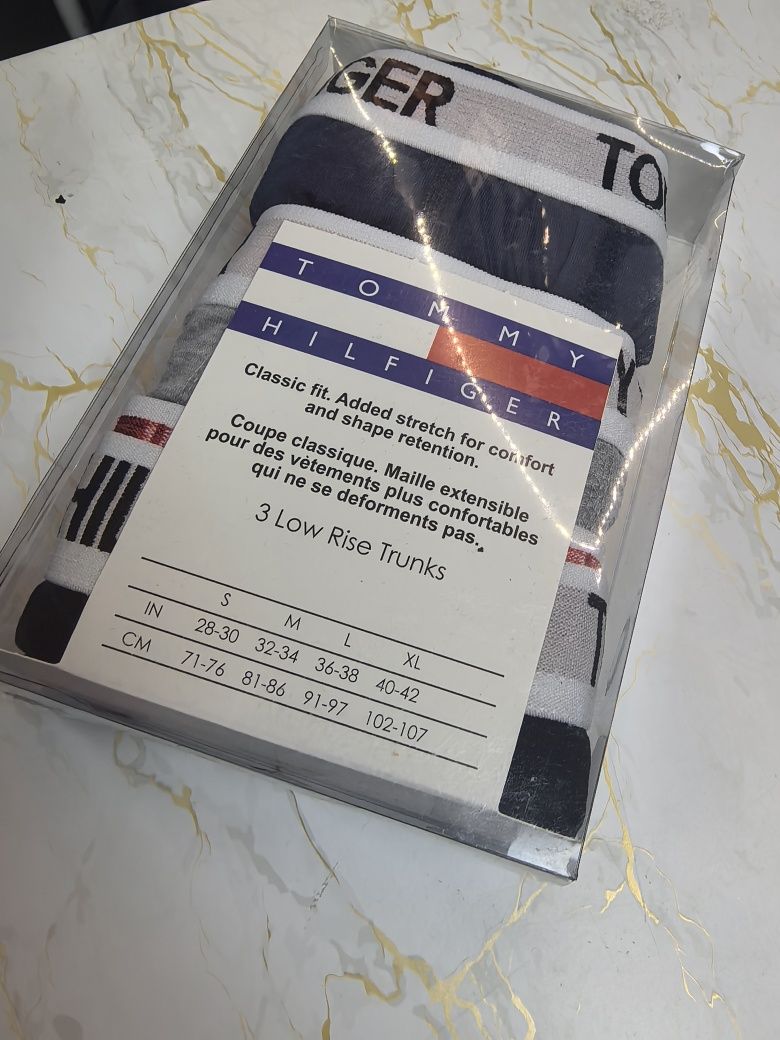 GER
TO
TOMMY
HILFIGER
Y
Classic fit. Added stretch for comfort
and shape retention.
Coupe classique. Maille extensible
pour des vètements plus confortables
qui ne se deforments pas.
3 Low Rise Trunks
HI
T
S M L XL
IN 28-30 32-34 36-38 40-42
CM 71-76 81-86 91-97 102-107